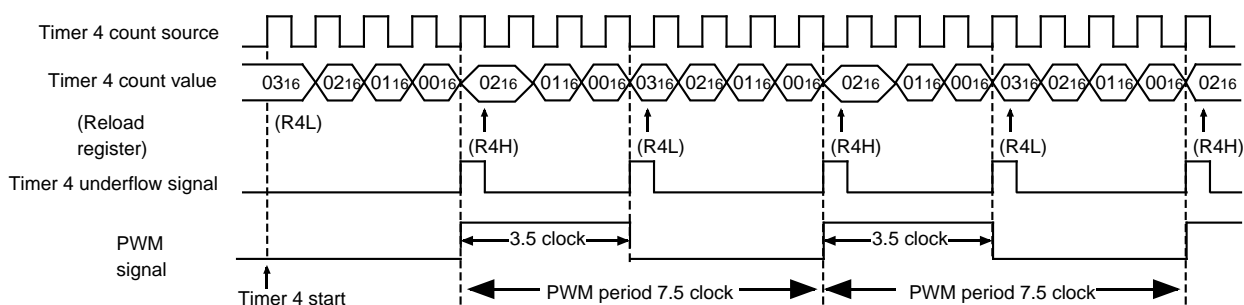 Timer 4 count source
Timer 4 count value
0316 0216 0116 0016 0216 0116 0016 0316 0216 0116 0016 0216 0116 0016 0316 0216 0116 0016 0216
(Reload
register)
(R4L) (R4H) (R4L) (R4H) (R4L) (R4H)
Timer 4 underflow signal
PWM
signal
3.5 clock 3.5 clock
Timer 4 start
PWM period 7.5 clock PWM period 7.5 clock